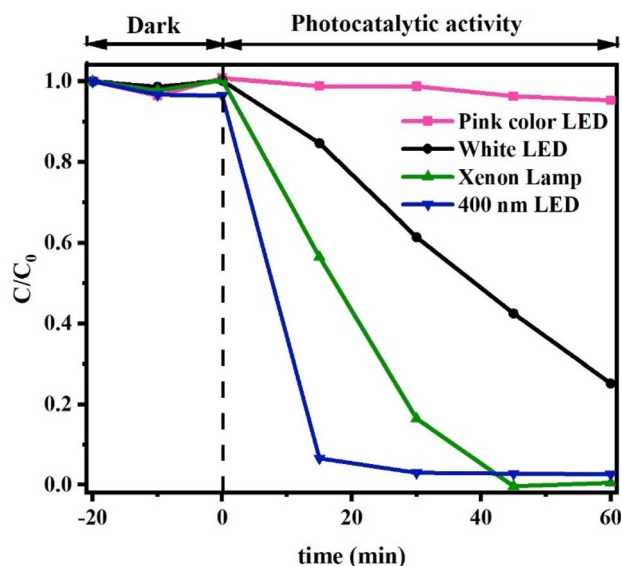 Dark Photocatalytic activity
1.0
0.8
0.6
0.4
0.2
0.0
C/C0
Pink color LED
White LED
Xenon Lamp
400 nm LED
-20 0 20 40 60
time (min)